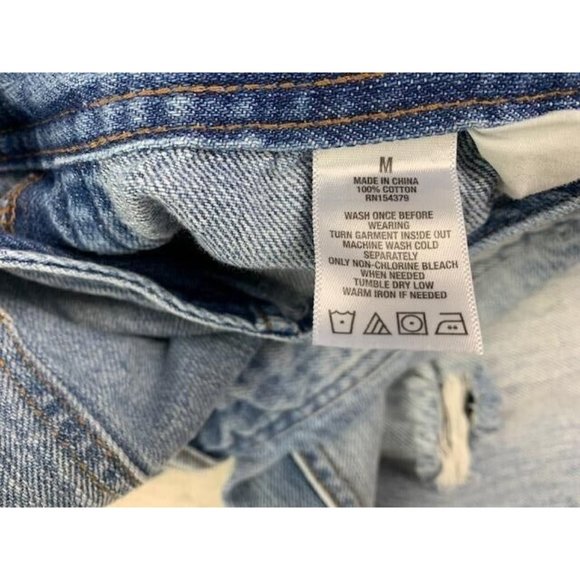 M
MADE IN CHINA
100% COTTON
RN154379
WASH ONCE BEFORE
WEARING
TURN GARMENT INSIDE OUT
MACHINE WASH COLD
SEPARATELY
ONLY NON-CHLORINE BLEACH
WHEN NEEDED
TUMBLE DRY LOW
WARM IRON IF NEEDED